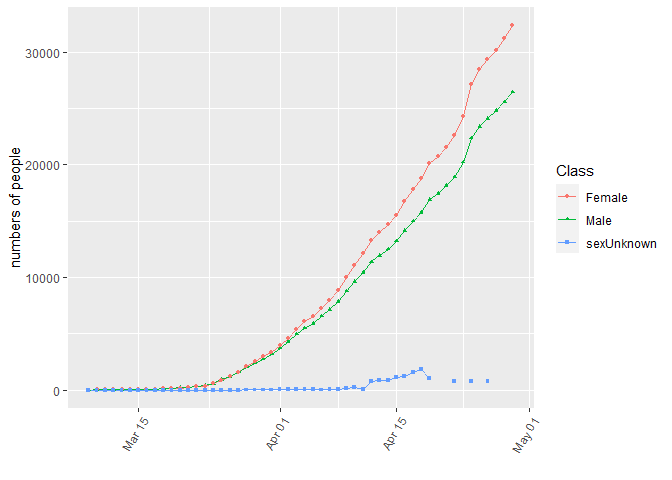 30000
20000
10000
0
numbers of people
Mar 15
Apr 01
Apr 15
May 01
Class
Female
Male
sexUnknown